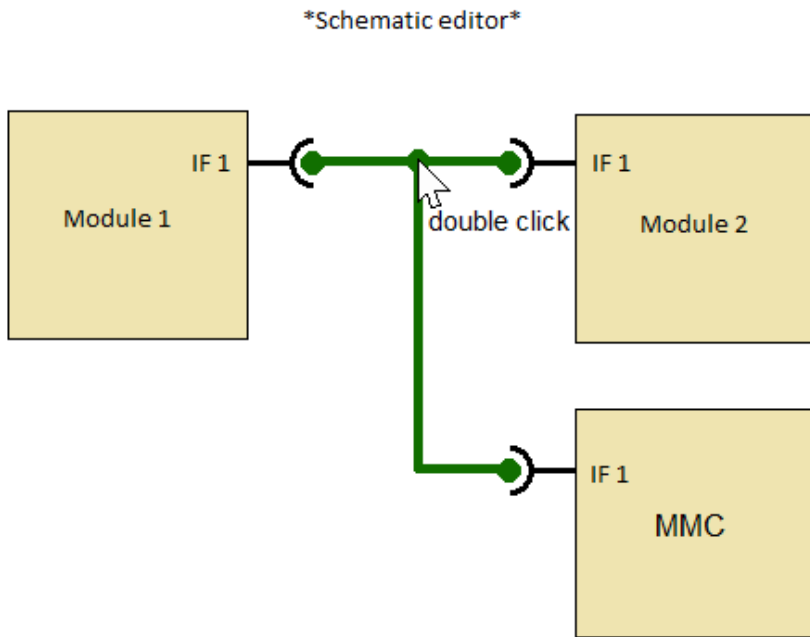 *Schematic editor*
IF 1
IF 1
Module 1
Module 2
double click
IF 1
MMC